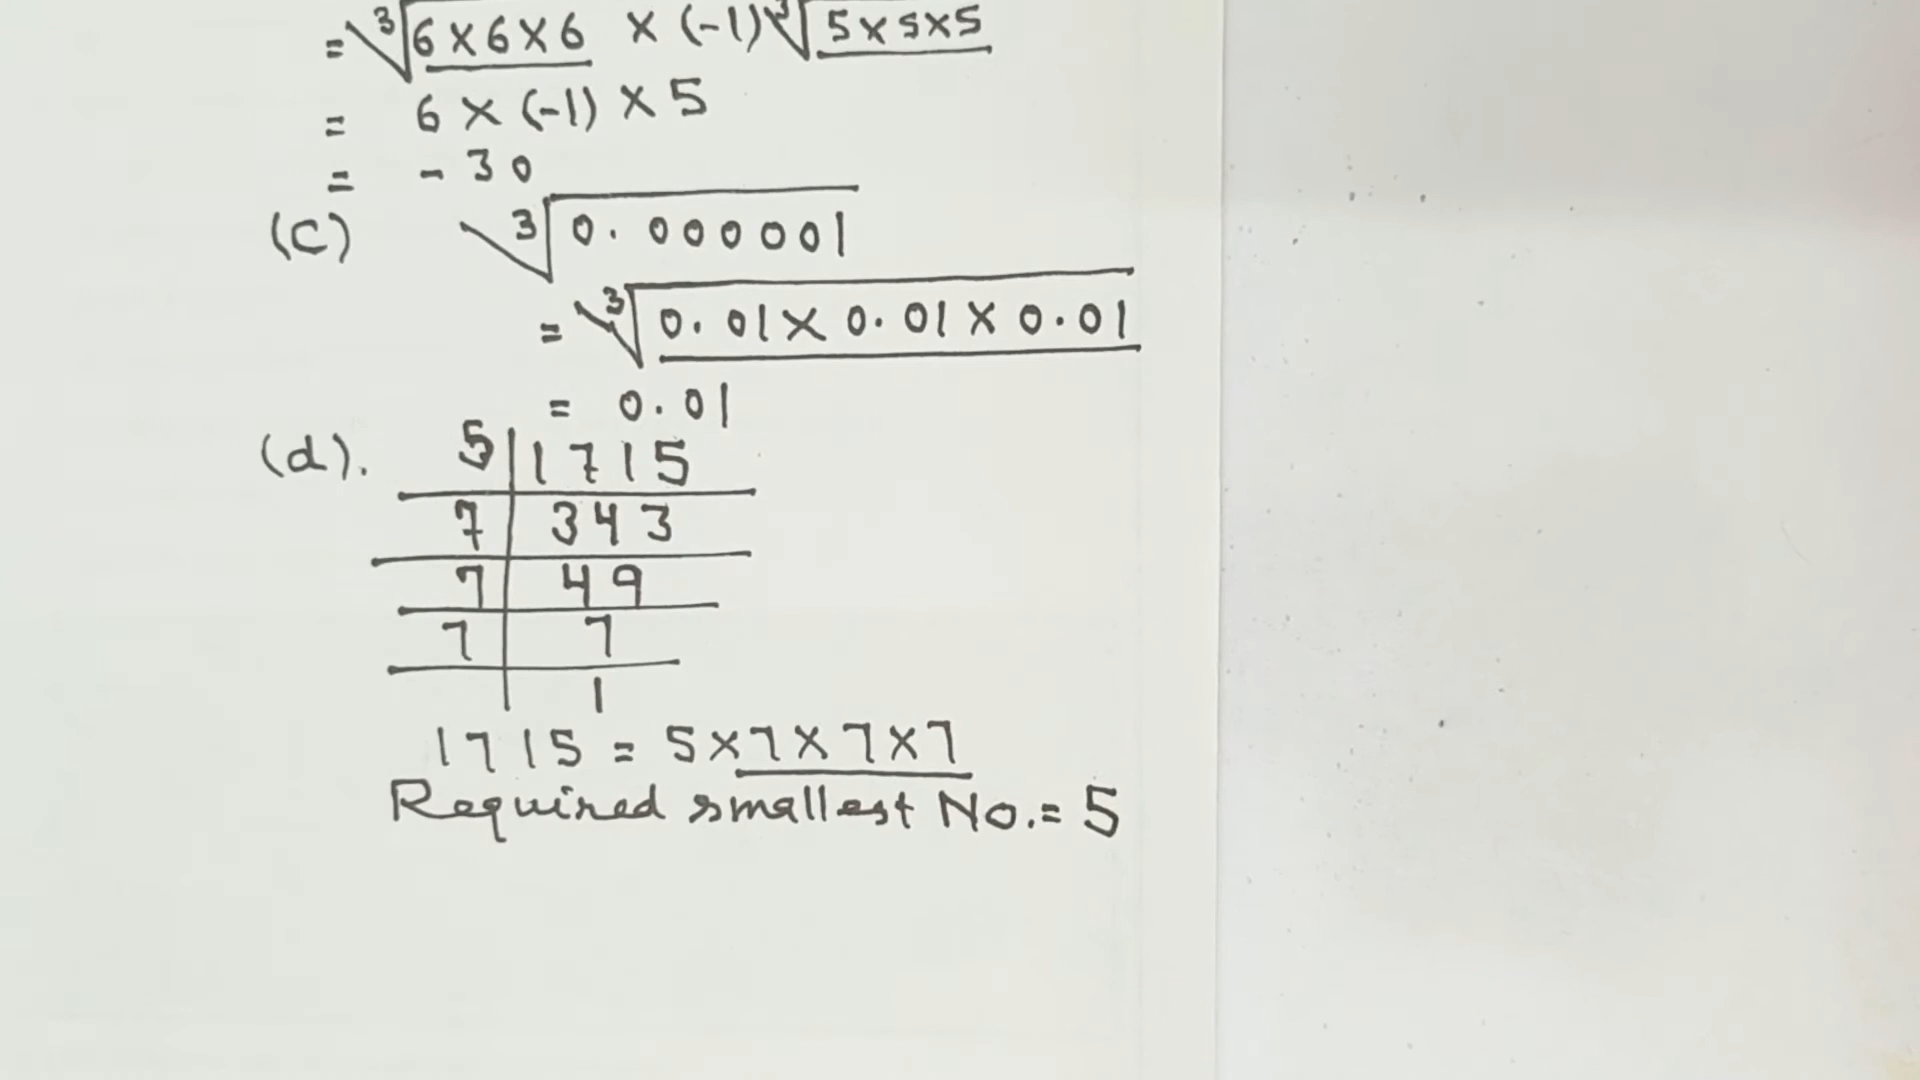 = ∛6×6×6 × (-1) ∛5×5×5
= 6 × (-1) × 5
= - 30
(C) ∛0.000001
= ∛0.01 × 0.01 × 0.01
= 0.01
(d). 5 | 1715
7 | 343
7 | 49
7 | 7
| 1
1715 = 5×7×7×7
Required smallest No.= 5